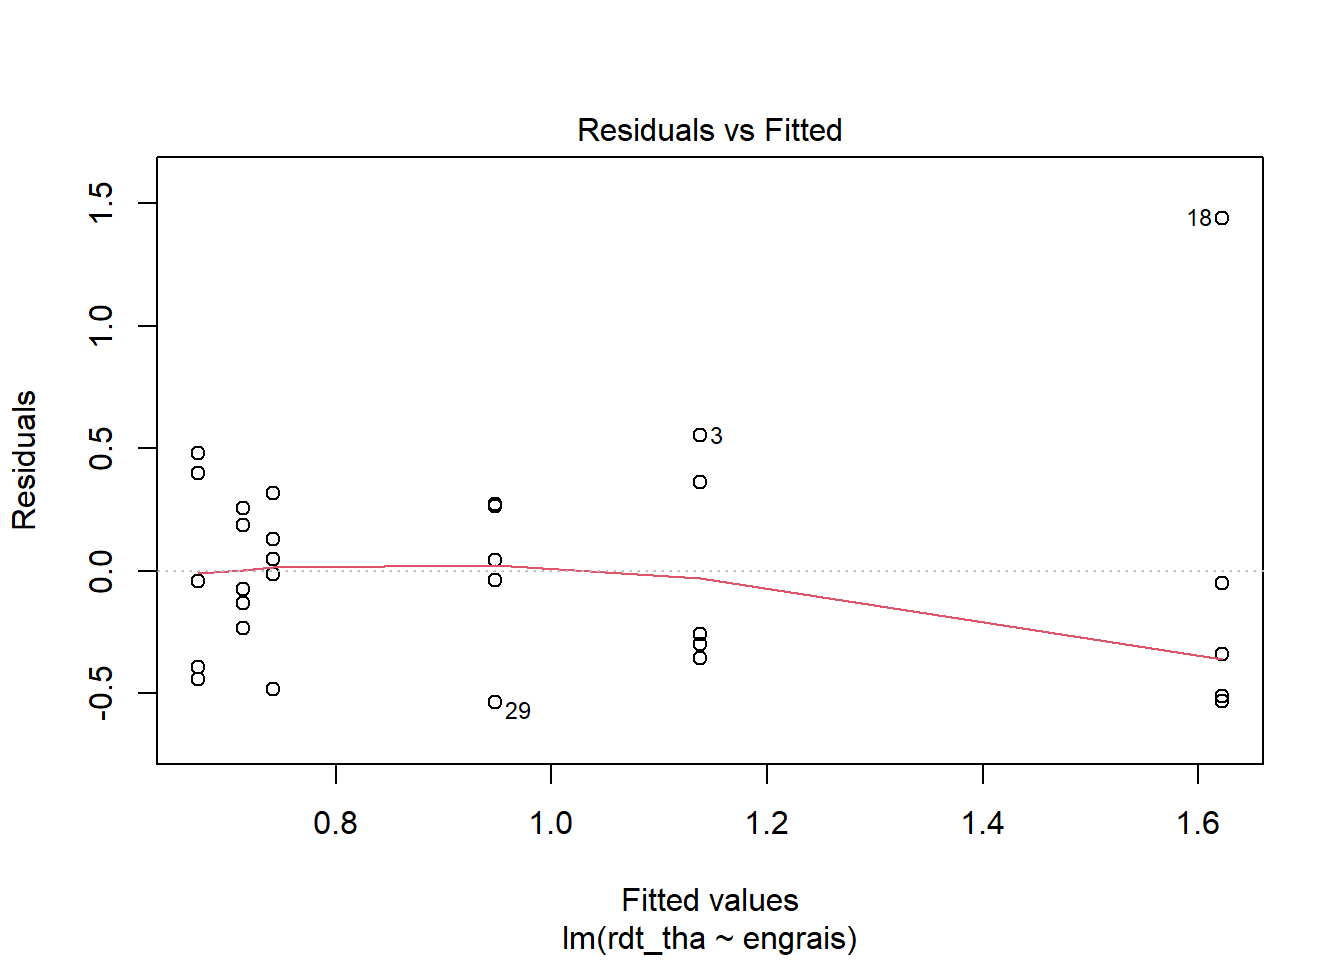 Residuals vs Fitted
Residuals
1.5
1.0
0.5
0.0
-0.5
18
3
29
0.8 1.0 1.2 1.4 1.6
Fitted values
lm(rdt_tha ~ engrais)